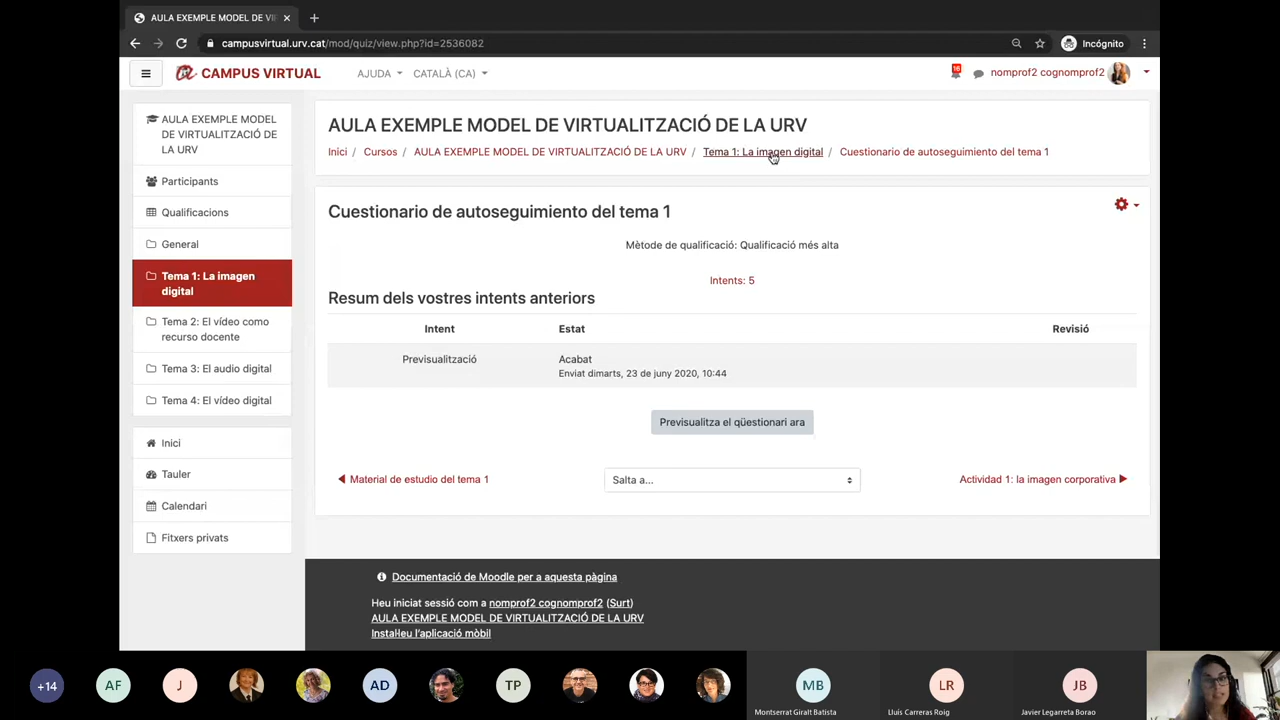 AULA EXEMPLE MODEL DE VI
campusvirtual.urv.cat/mod/quiz/view.php?id=2536082
Incógnito
CAMPUS VIRTUAL
AJUDA
CATALÀ (CA)
16
nomprof2 cognomprof2
AULA EXEMPLE MODEL
DE VIRTUALITZACIÓ DE
LA URV
Participants
Qualificacions
General
Tema 1: La imagen
digital
Tema 2: El vídeo como
recurso docente
Tema 3: El audio digital
Tema 4: El vídeo digital
Inici
Tauler
Calendari
Fitxers privats
AULA EXEMPLE MODEL DE VIRTUALITZACIÓ DE LA URV
Inici / Cursos / AULA EXEMPLE MODEL DE VIRTUALITZACIÓ DE LA URV / Tema 1: La imagen digital / Cuestionario de autoseguimiento del tema 1
Cuestionario de autoseguimiento del tema 1
Mètode de qualificació: Qualificació més alta
Intents: 5
Resum dels vostres intents anteriors
Intent Estat Revisió
Previsualització Acabat
Enviat dimarts, 23 de juny 2020, 10:44
Previsualitza el qüestionari ara
Material de estudio del tema 1
Salta a...
Actividad 1: la imagen corporativa
Documentació de Moodle per a aquesta pàgina
Heu iniciat sessió com a nomprof2 cognomprof2 (Surt)
AULA EXEMPLE MODEL DE VIRTUALITZACIÓ DE LA URV
Instal·leu l'aplicació mòbil
+14
AF
J
AD
TP
MB
LR
JB
Montserrat Giralt Batista
Lluís Carreras Roig
Javier Legarreta Borao